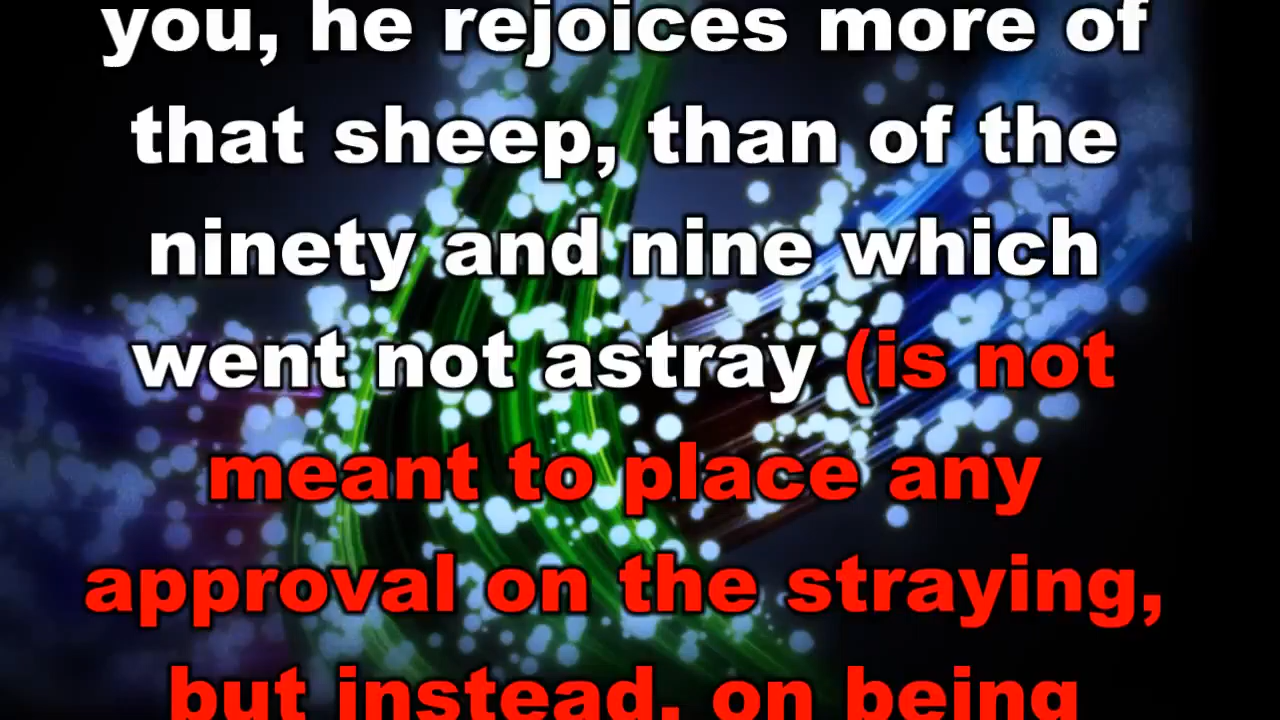 you, he rejoices more of
that sheep, than of the
ninety and nine which
went not astray (is not
meant to place any
approval on the straying,
but instead, on being